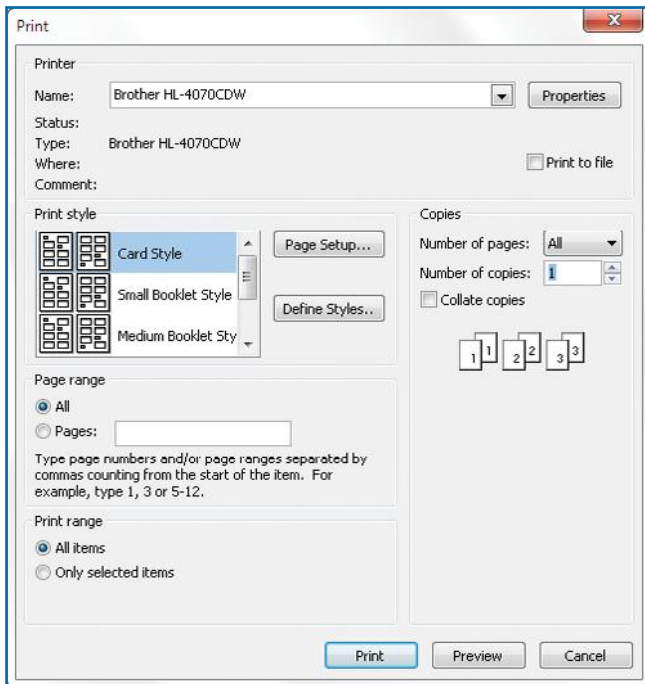 Print
Printer
Name: Brother HL-4070CDW Properties
Status:
Type: Brother HL-4070CDW
Where: Print to file
Comment:
Print style
Card Style
Small Booklet Style
Medium Booklet Sty
Page Setup...
Define Styles..
Copies
Number of pages: All
Number of copies: 1
Collate copies
1 1 2 2 3 3
Page range
All
Pages:
Type page numbers and/or page ranges separated by
commas counting from the start of the item. For
example, type 1, 3 or 5-12.
Print range
All items
Only selected items
Print Preview Cancel